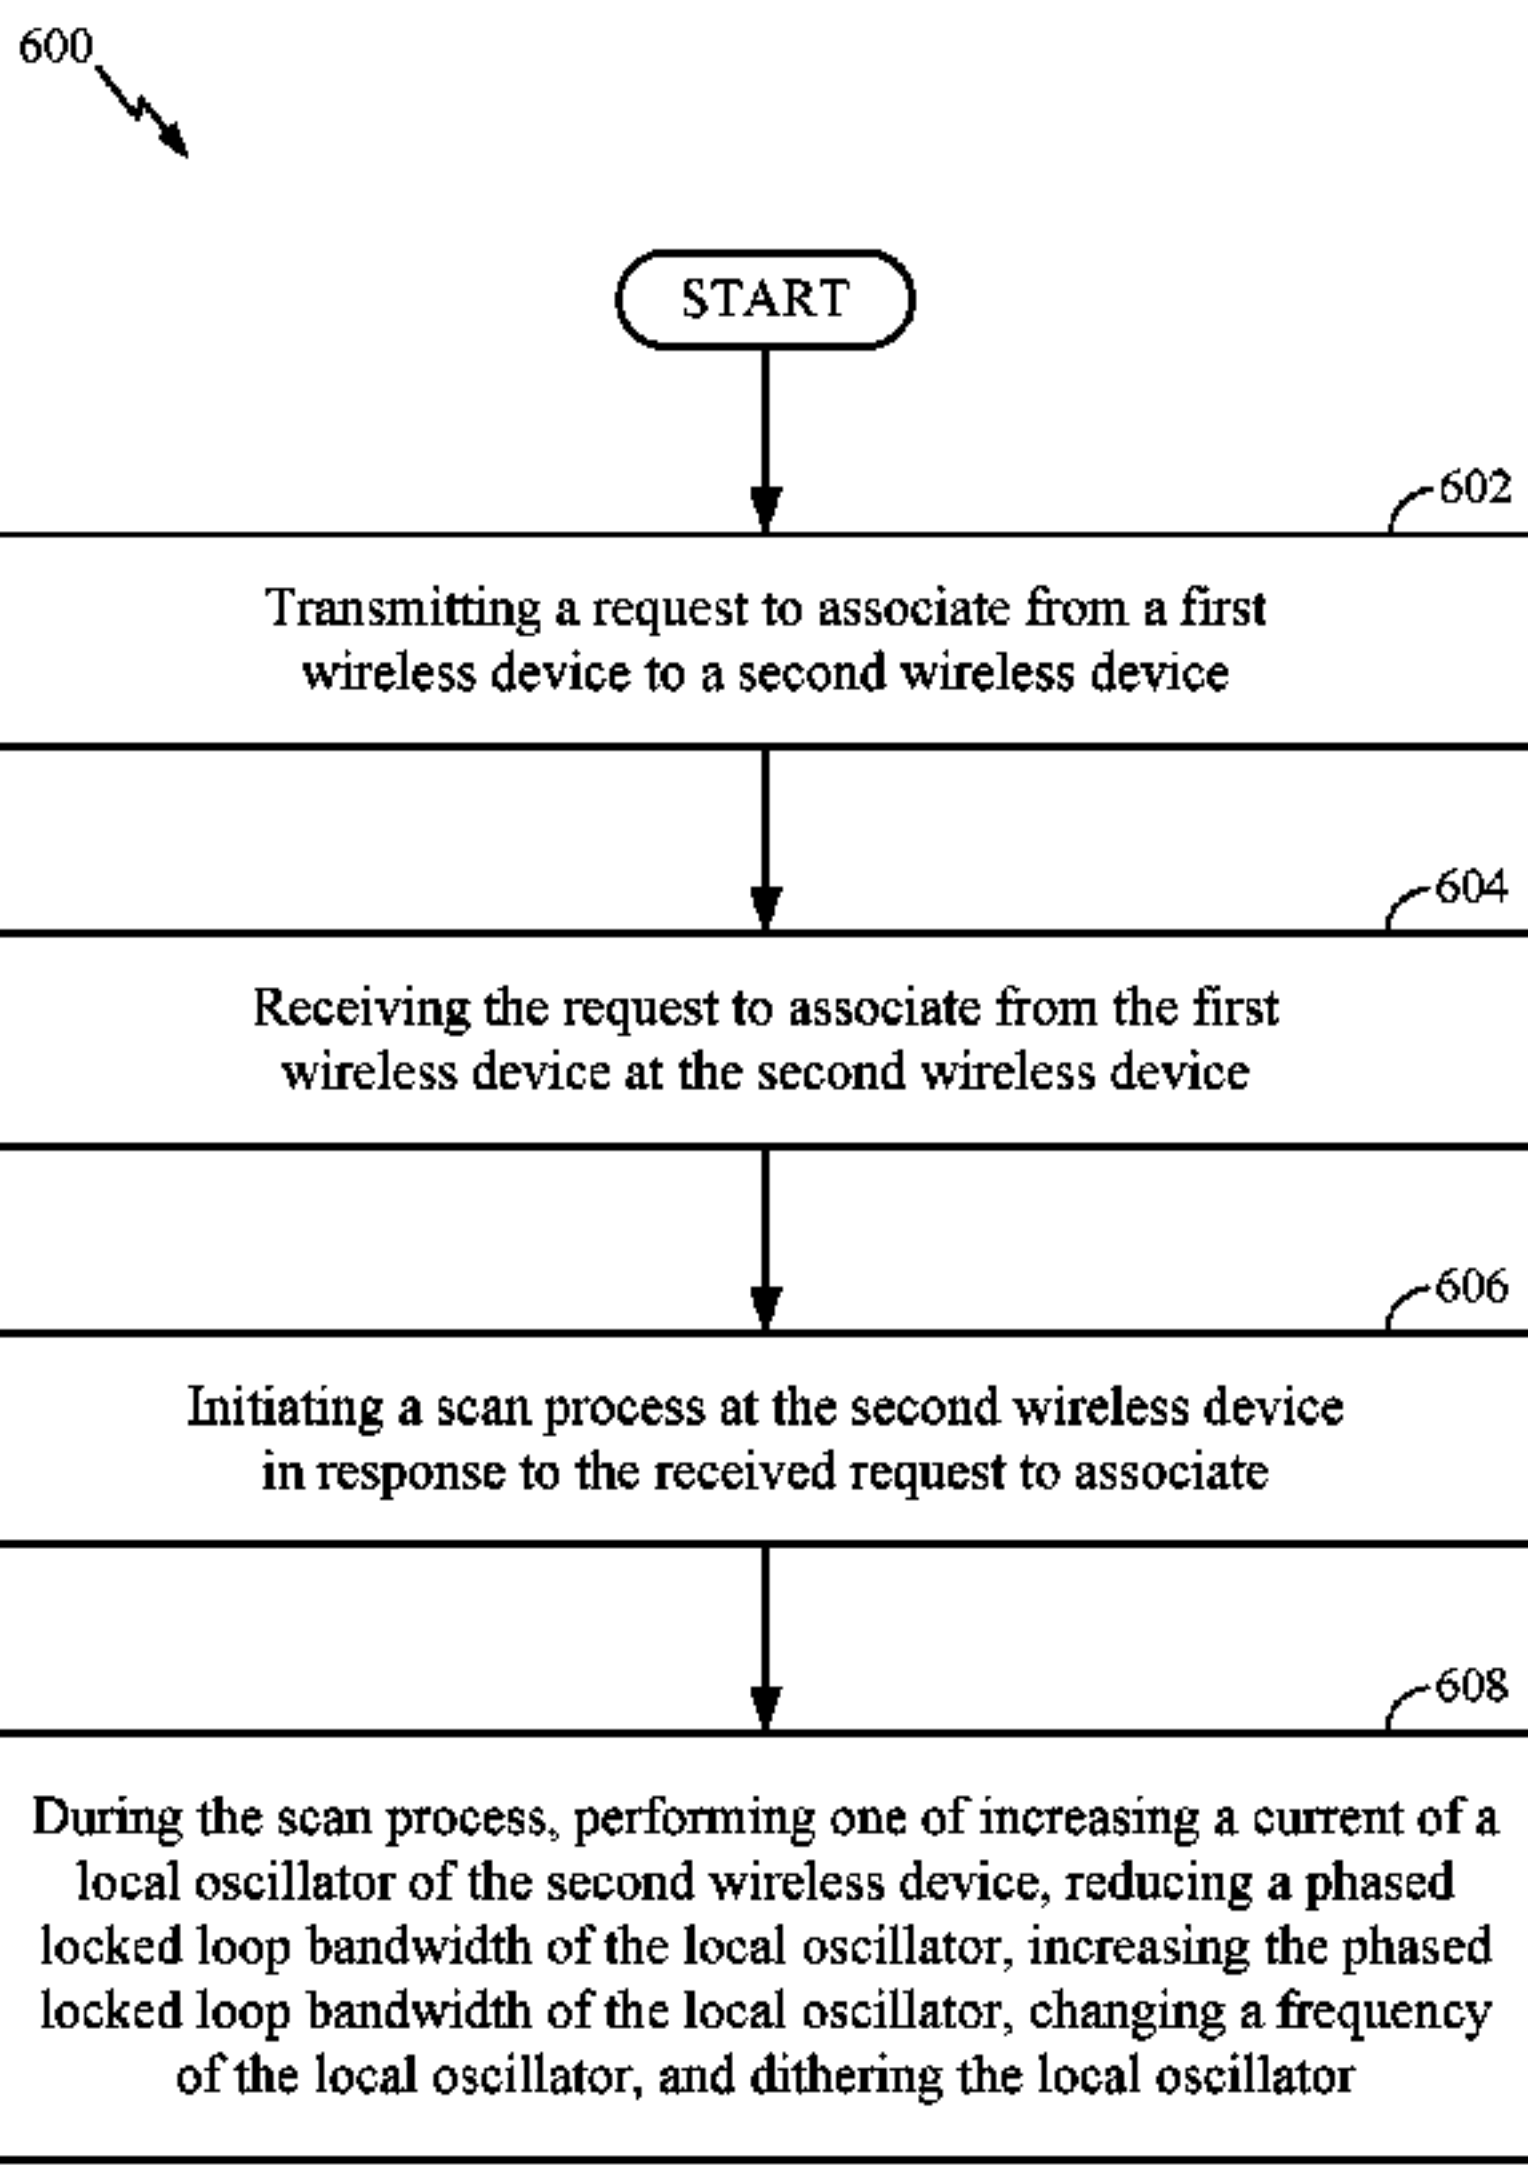 600
START
602
Transmitting a request to associate from a first
wireless device to a second wireless device
604
Receiving the request to associate from the first
wireless device at the second wireless device
606
Initiating a scan process at the second wireless device
in response to the received request to associate
608
During the scan process, performing one of increasing a current of a
local oscillator of the second wireless device, reducing a phased
locked loop bandwidth of the local oscillator, increasing the phased
locked loop bandwidth of the local oscillator, changing a frequency
of the local oscillator, and dithering the local oscillator